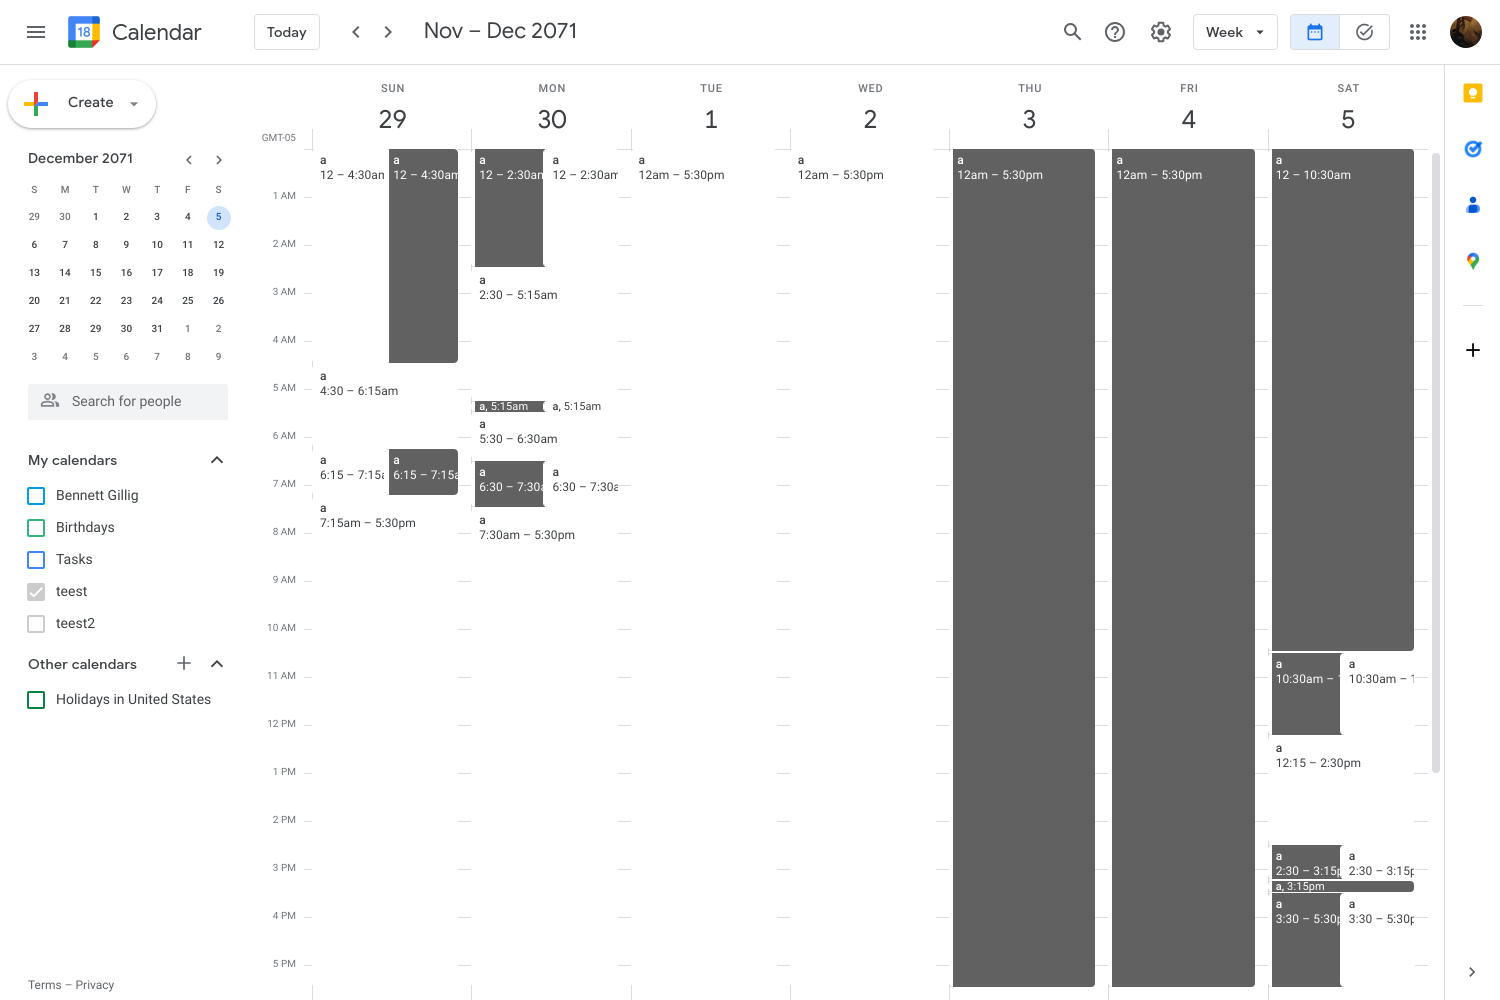 18 Calendar Today Nov – Dec 2071 Week
Create
SUN MON TUE WED THU FRI SAT
29 30 1 2 3 4 5
GMT-05
December 2071
S M T W T F S
29 30 1 2 3 4 5
6 7 8 9 10 11 12
13 14 15 16 17 18 19
20 21 22 23 24 25 26
27 28 29 30 31 1 2
3 4 5 6 7 8 9
Search for people
My calendars
Bennett Gillig
Birthdays
Tasks
teest
teest2
Other calendars
Holidays in United States
Terms – Privacy
1 AM
2 AM
3 AM
4 AM
5 AM
6 AM
7 AM
8 AM
9 AM
10 AM
11 AM
12 PM
1 PM
2 PM
3 PM
4 PM
5 PM
a
12 – 4:30am
a
12 – 4:30am
a
4:30 – 6:15am
a
6:15 – 7:15a
a
6:15 – 7:15a
a
7:15am – 5:30pm
a
12 – 2:30am
a
12 – 2:30am
a
2:30 – 5:15am
a, 5:15am
a, 5:15am
a
5:30 – 6:30am
a
6:30 – 7:30a
a
6:30 – 7:30a
a
7:30am – 5:30pm
a
12am – 5:30pm
a
12am – 5:30pm
a
12am – 5:30pm
a
12am – 5:30pm
a
12 – 10:30am
a
10:30am –
a
10:30am –
a
12:15 – 2:30pm
a
2:30 – 3:15p
a
2:30 – 3:15p
a, 3:15pm
a
3:30 – 5:30p
a
3:30 – 5:30p